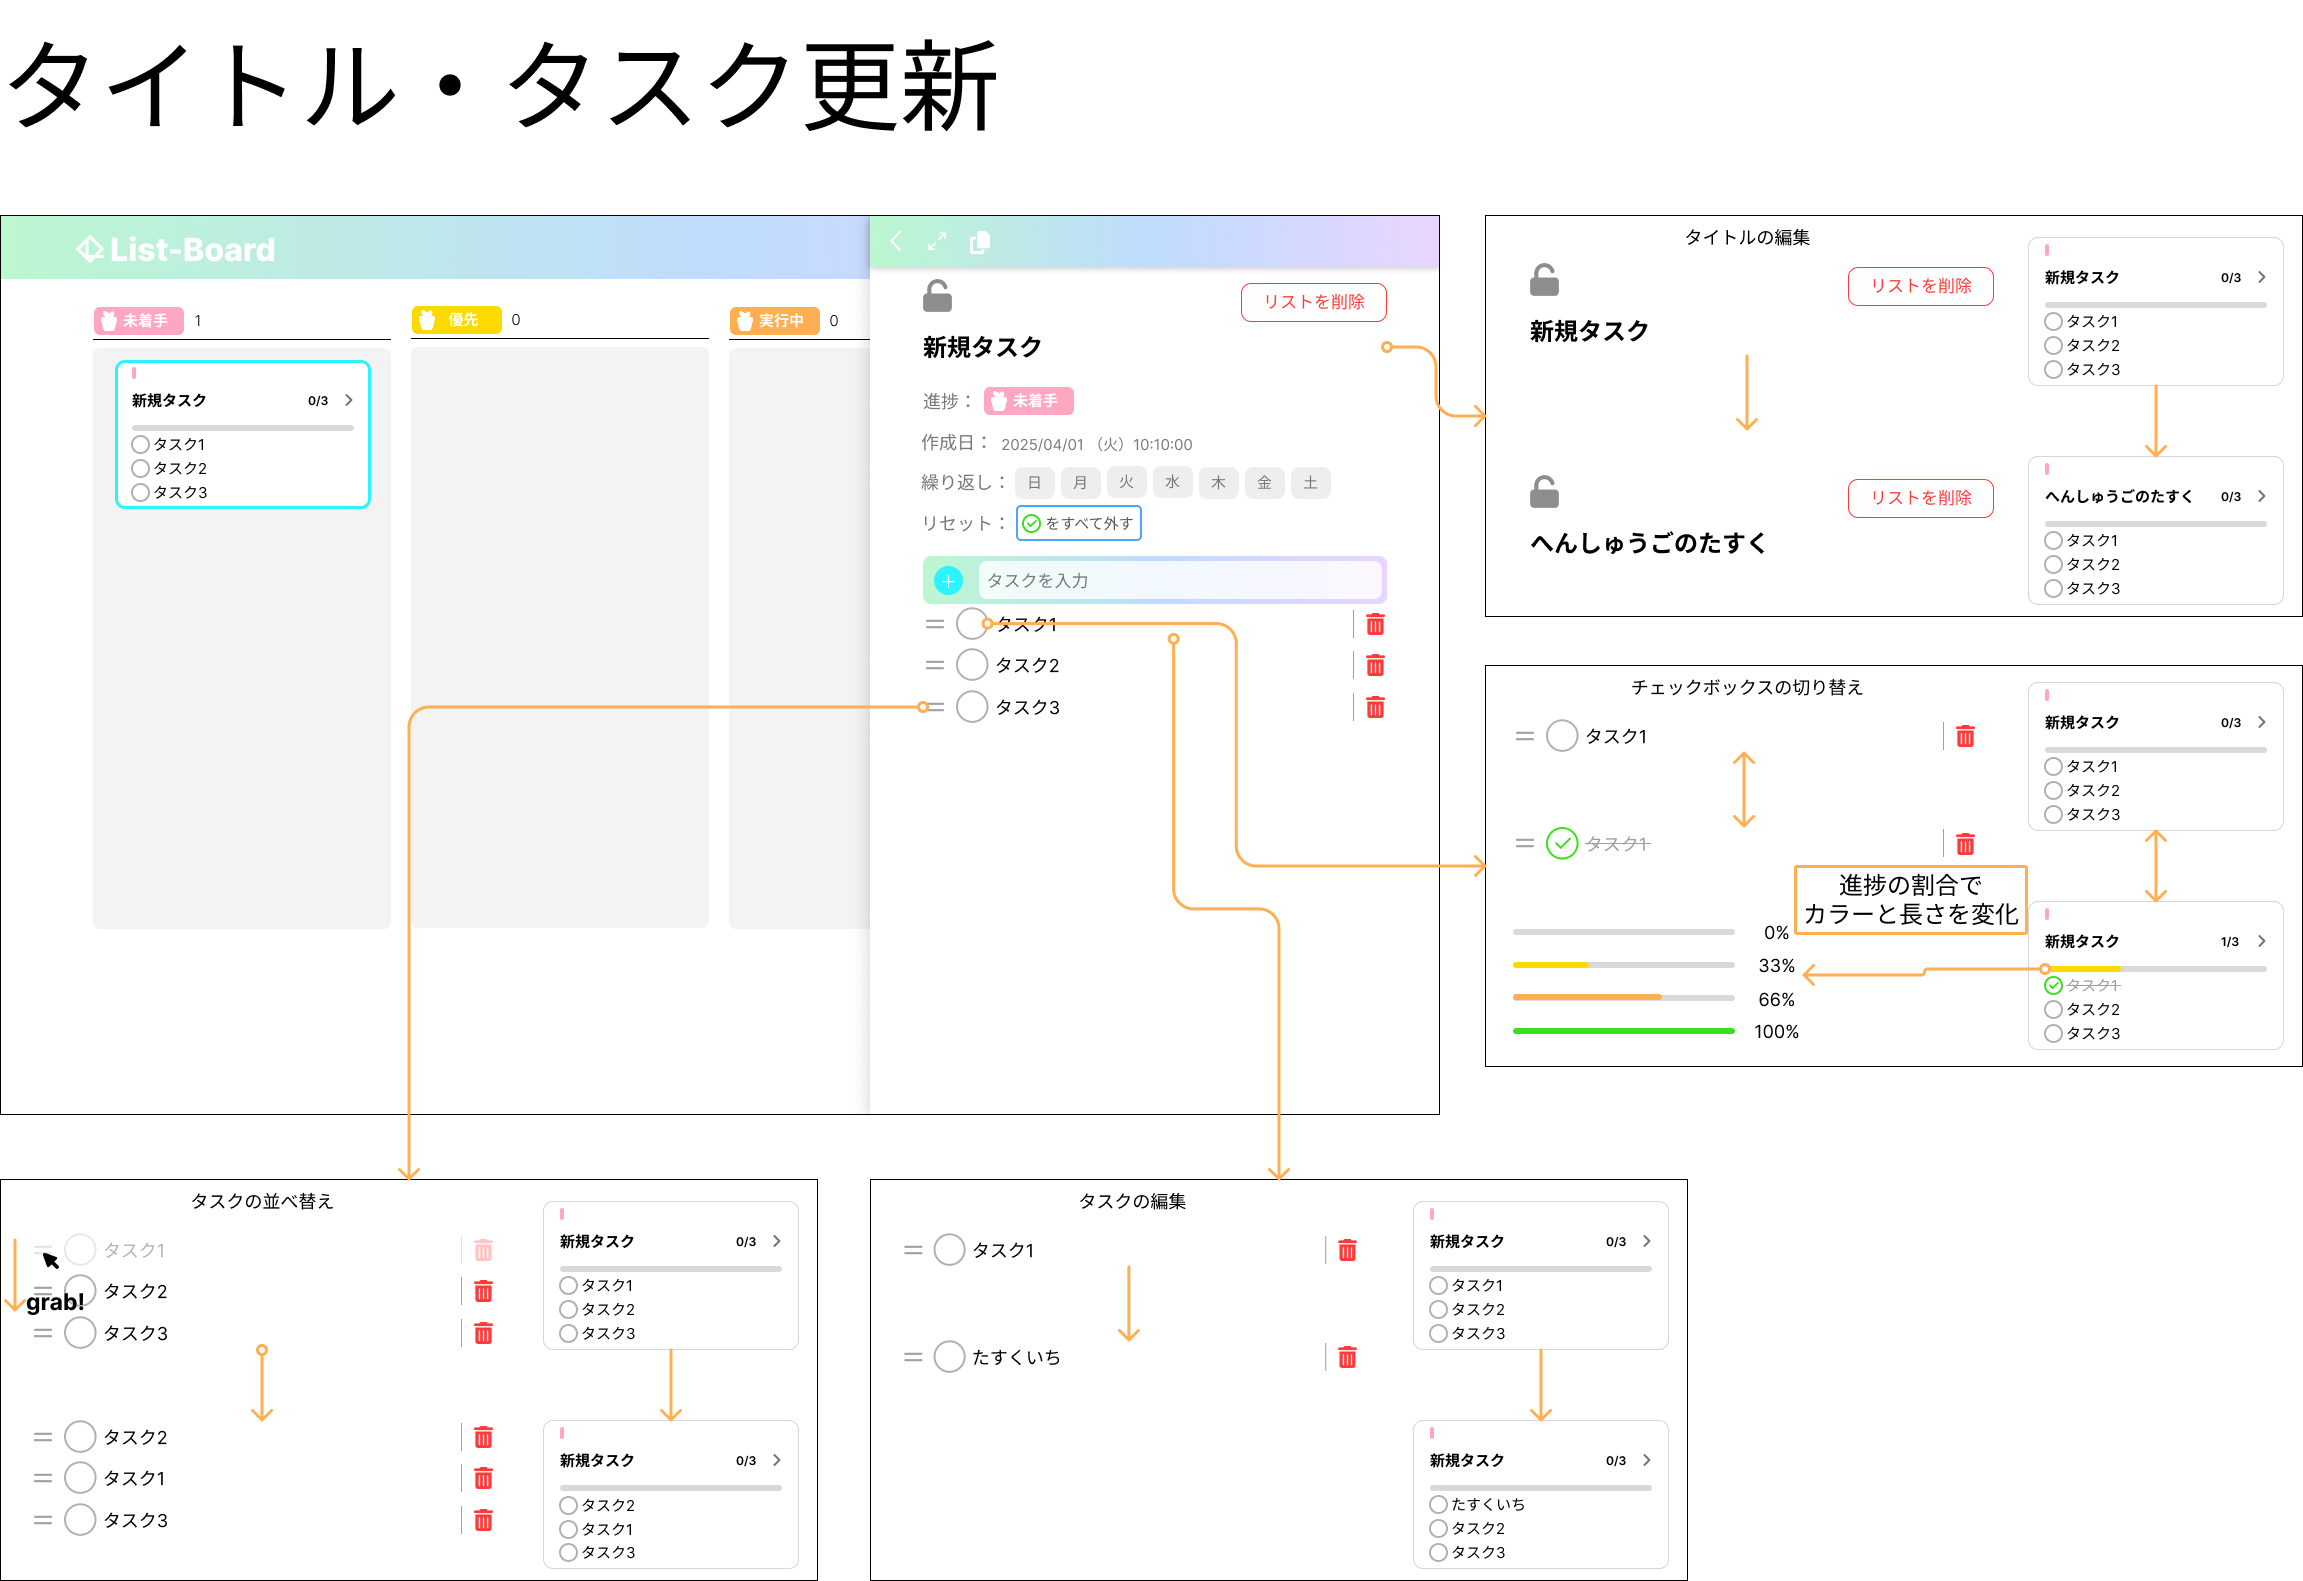 タイトル・タスク更新
List-Board
未着手 1
優先 0
実行中 0
新規タスク 0/3
タスク1
タスク2
タスク3
リストを削除
新規タスク
進捗： 未着手
作成日： 2025/04/01 （火）10:10:00
繰り返し： 日 月 火 水 木 金 土
リセット： をすべて外す
タスクを入力
タスク1
タスク2
タスク3
タイトルの編集
リストを削除
新規タスク
リストを削除
へんしゅうごのたすく
新規タスク 0/3
タスク1
タスク2
タスク3
へんしゅうごのたすく 0/3
タスク1
タスク2
タスク3
チェックボックスの切り替え
タスク1
タスク1
進捗の割合で
カラーと長さを変化
0%
33%
66%
100%
新規タスク 0/3
タスク1
タスク2
タスク3
新規タスク 1/3
タスク1
タスク2
タスク3
タスクの並べ替え
タスク1
タスク2
grab!
タスク3
タスク2
タスク1
タスク3
新規タスク 0/3
タスク1
タスク2
タスク3
新規タスク 0/3
タスク2
タスク1
タスク3
タスクの編集
タスク1
たすくいち
新規タスク 0/3
タスク1
タスク2
タスク3
新規タスク 0/3
たすくいち
タスク2
タスク3